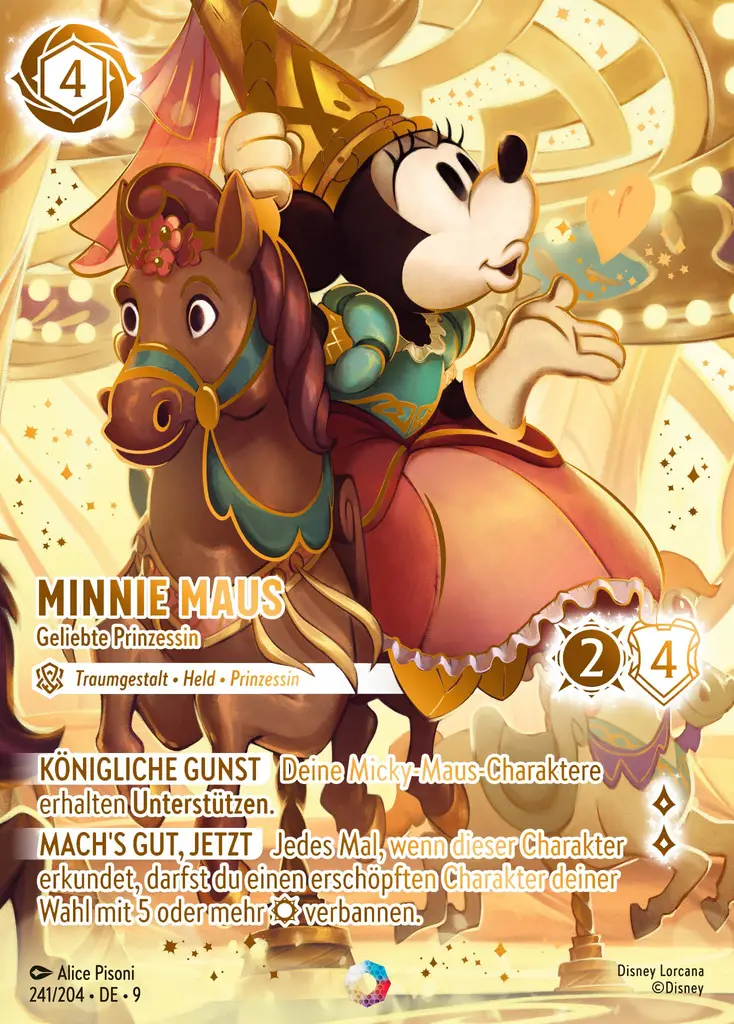 4
MINNIE MAUS
Geliebte Prinzessin
Traumgestalt • Held • Prinzessin
2
4
KÖNIGLICHE GUNST Deine Micky-Maus-Charaktere
erhalten Unterstützen.
MACH'S GUT, JETZT Jedes Mal, wenn dieser Charakter
erkundet, darfst du einen erschöpften Charakter deiner
Wahl mit 5 oder mehr verbannen.
Alice Pisoni
241/204 • DE • 9
Disney Lorcana
©Disney